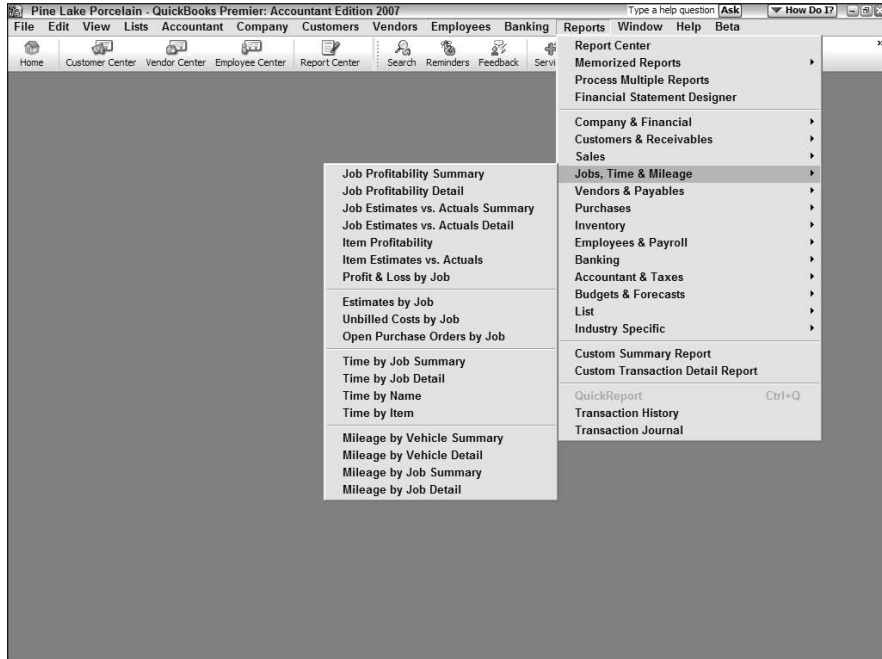 Pine Lake Porcelain - QuickBooks Premier: Accountant Edition 2007
Type a help question Ask How Do I?
File Edit View Lists Accountant Company Customers Vendors Employees Banking Reports Window Help Beta
Home Customer Center Vendor Center Employee Center Report Center Search Reminders Feedback
Report Center
Memorized Reports
Process Multiple Reports
Financial Statement Designer
Company & Financial
Customers & Receivables
Sales
Jobs, Time & Mileage
Vendors & Payables
Purchases
Inventory
Employees & Payroll
Banking
Accountant & Taxes
Budgets & Forecasts
List
Industry Specific
Custom Summary Report
Custom Transaction Detail Report
QuickReport Ctrl+Q
Transaction History
Transaction Journal
Job Profitability Summary
Job Profitability Detail
Job Estimates vs. Actuals Summary
Job Estimates vs. Actuals Detail
Item Profitability
Item Estimates vs. Actuals
Profit & Loss by Job
Estimates by Job
Unbilled Costs by Job
Open Purchase Orders by Job
Time by Job Summary
Time by Job Detail
Time by Name
Time by Item
Mileage by Vehicle Summary
Mileage by Vehicle Detail
Mileage by Job Summary
Mileage by Job Detail